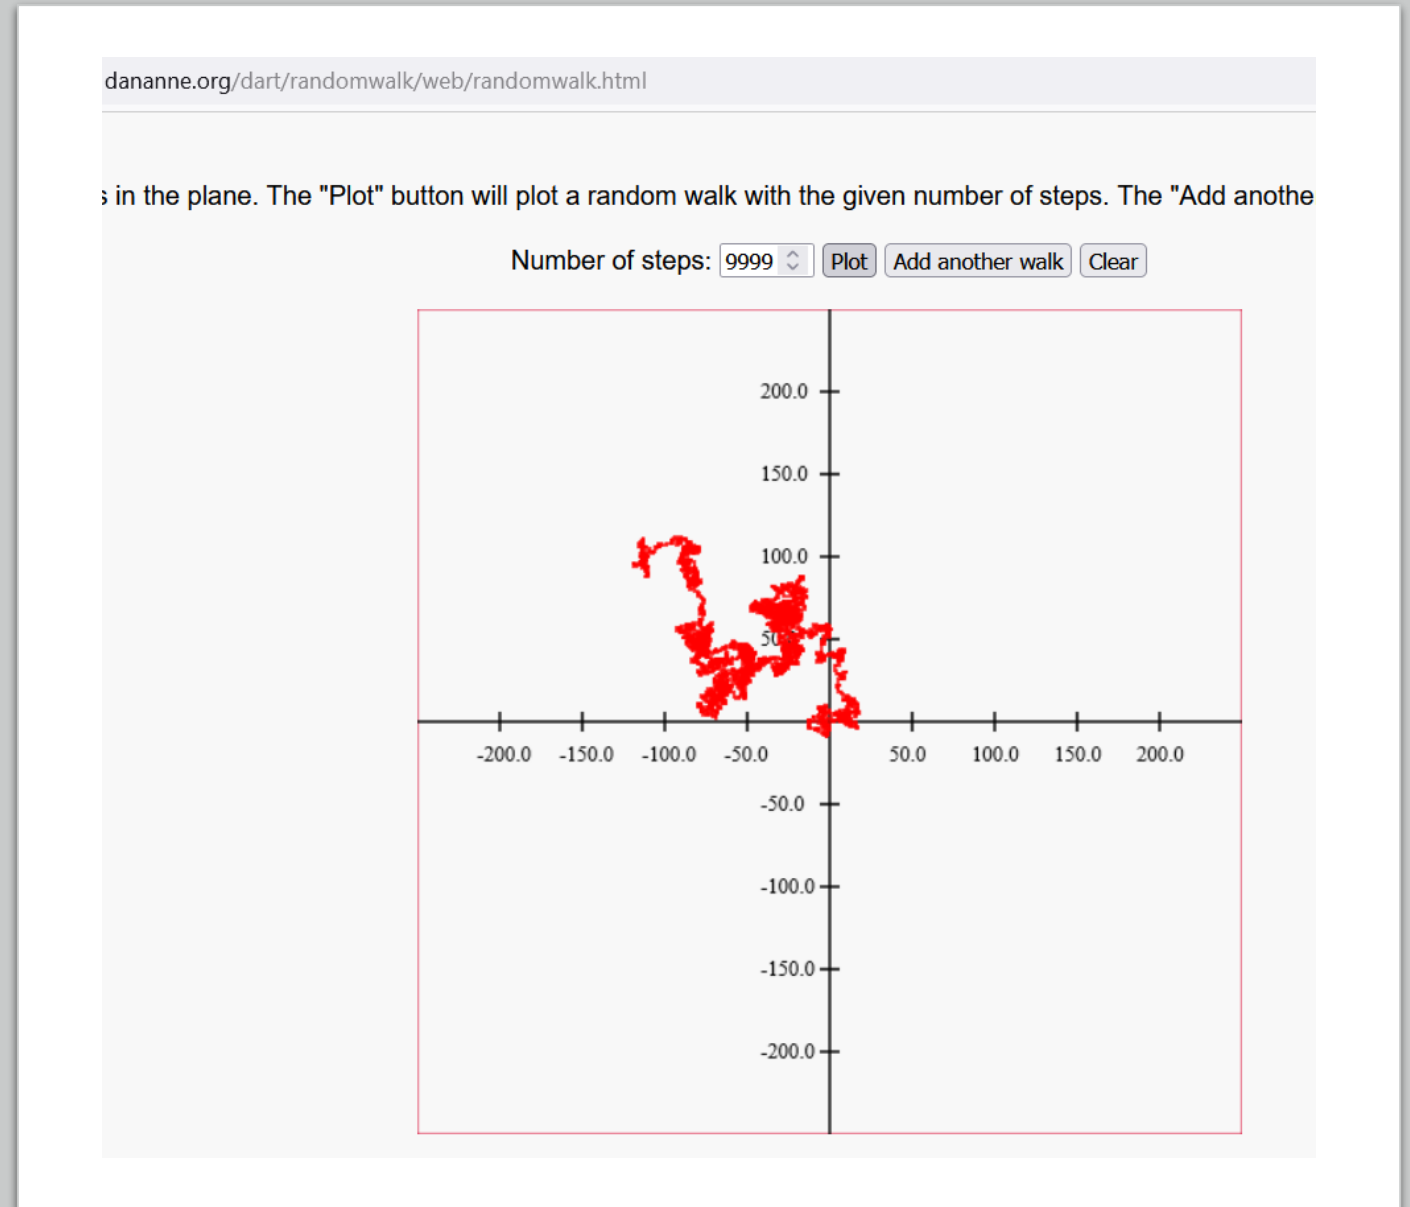 dananne.org/dart/randomwalk/web/randomwalk.html
s in the plane. The "Plot" button will plot a random walk with the given number of steps. The "Add anothe
Number of steps: 9999 Plot Add another walk Clear
200.0
150.0
100.0
50
-200.0 -150.0 -100.0 -50.0 50.0 100.0 150.0 200.0
-50.0
-100.0
-150.0
-200.0